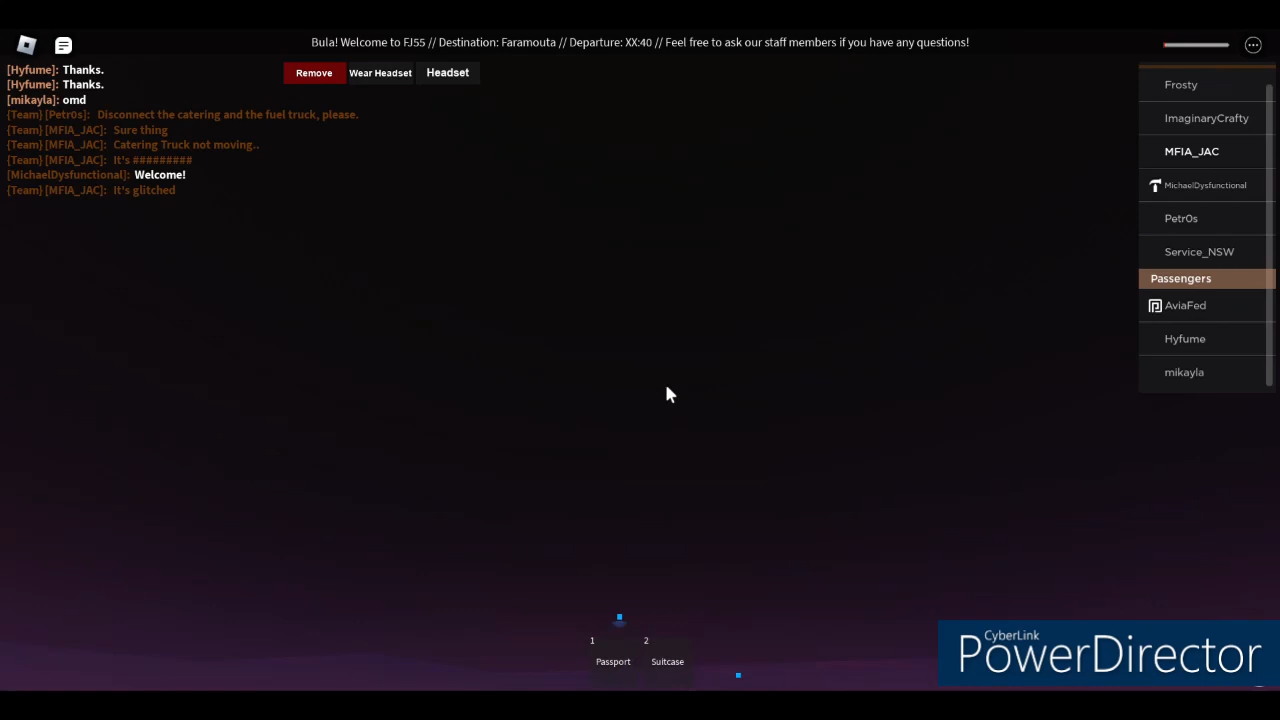 Bula! Welcome to FJ55 // Destination: Faramouta // Departure: XX:40 // Feel free to ask our staff members if you have any questions!
[Hyfume]: Thanks.
[Hyfume]: Thanks.
[mikayla]: omd
{Team} [Petr0s]: Disconnect the catering and the fuel truck, please.
{Team} [MFIA_JAC]: Sure thing
{Team} [MFIA_JAC]: Catering Truck not moving..
{Team} [MFIA_JAC]: It's #########
[MichaelDysfunctional]: Welcome!
{Team} [MFIA_JAC]: It's glitched
Remove Wear Headset Headset
Frosty
ImaginaryCrafty
MFIA_JAC
MichaelDysfunctional
Petr0s
Service_NSW
Passengers
AviaFed
Hyfume
mikayla
1 2
Passport Suitcase
CyberLink
PowerDirector